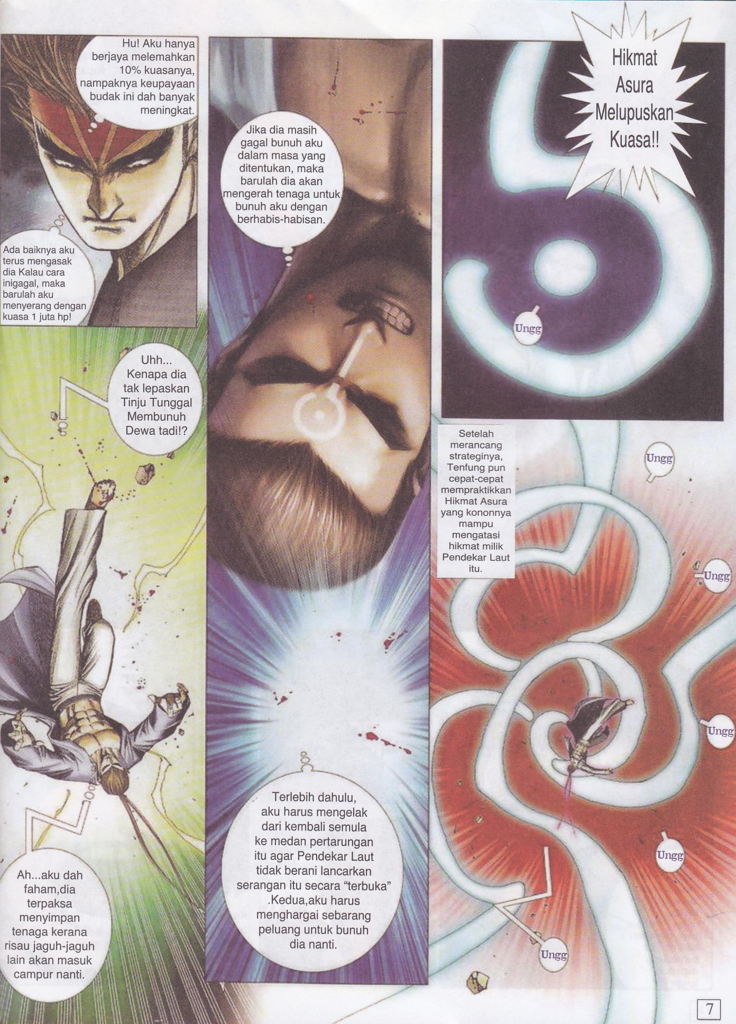 Hu! Aku hanya
berjaya melemahkan
10% kuasanya,
nampaknya keupayaan
budak ini dah banyak
meningkat.
Ada baiknya aku
terus mengasak
dia Kalau cara
inigagal, maka
barulah aku
menyerang dengan
kuasa 1 juta hp!
Uhh...
Kenapa dia
tak lepaskan
Tinju Tunggal
Membunuh
Dewa tadi!?
Ah...aku dah
faham,dia
terpaksa
menyimpan
tenaga kerana
risau jaguh-jaguh
lain akan masuk
campur nanti.
Jika dia masih
gagal bunuh aku
dalam masa yang
ditentukan, maka
barulah dia akan
mengerah tenaga untuk
bunuh aku dengan
berhabis-habisan.
Terlebih dahulu,
aku harus mengelak
dari kembali semula
ke medan pertarungan
itu agar Pendekar Laut
tidak berani lancarkan
serangan itu secara "terbuka"
.Kedua,aku harus
menghargai sebarang
peluang untuk bunuh
dia nanti.
Hikmat
Asura
Melupuskan
Kuasa!!
Ungg
Setelah
merancang
strateginya,
Tenfung pun
cepat-cepat
mempraktikkan
Hikmat Asura
yang kononnya
mampu
mengatasi
hikmat milik
Pendekar Laut
itu.
Ungg
Ungg
Ungg
Ungg
Ungg
7